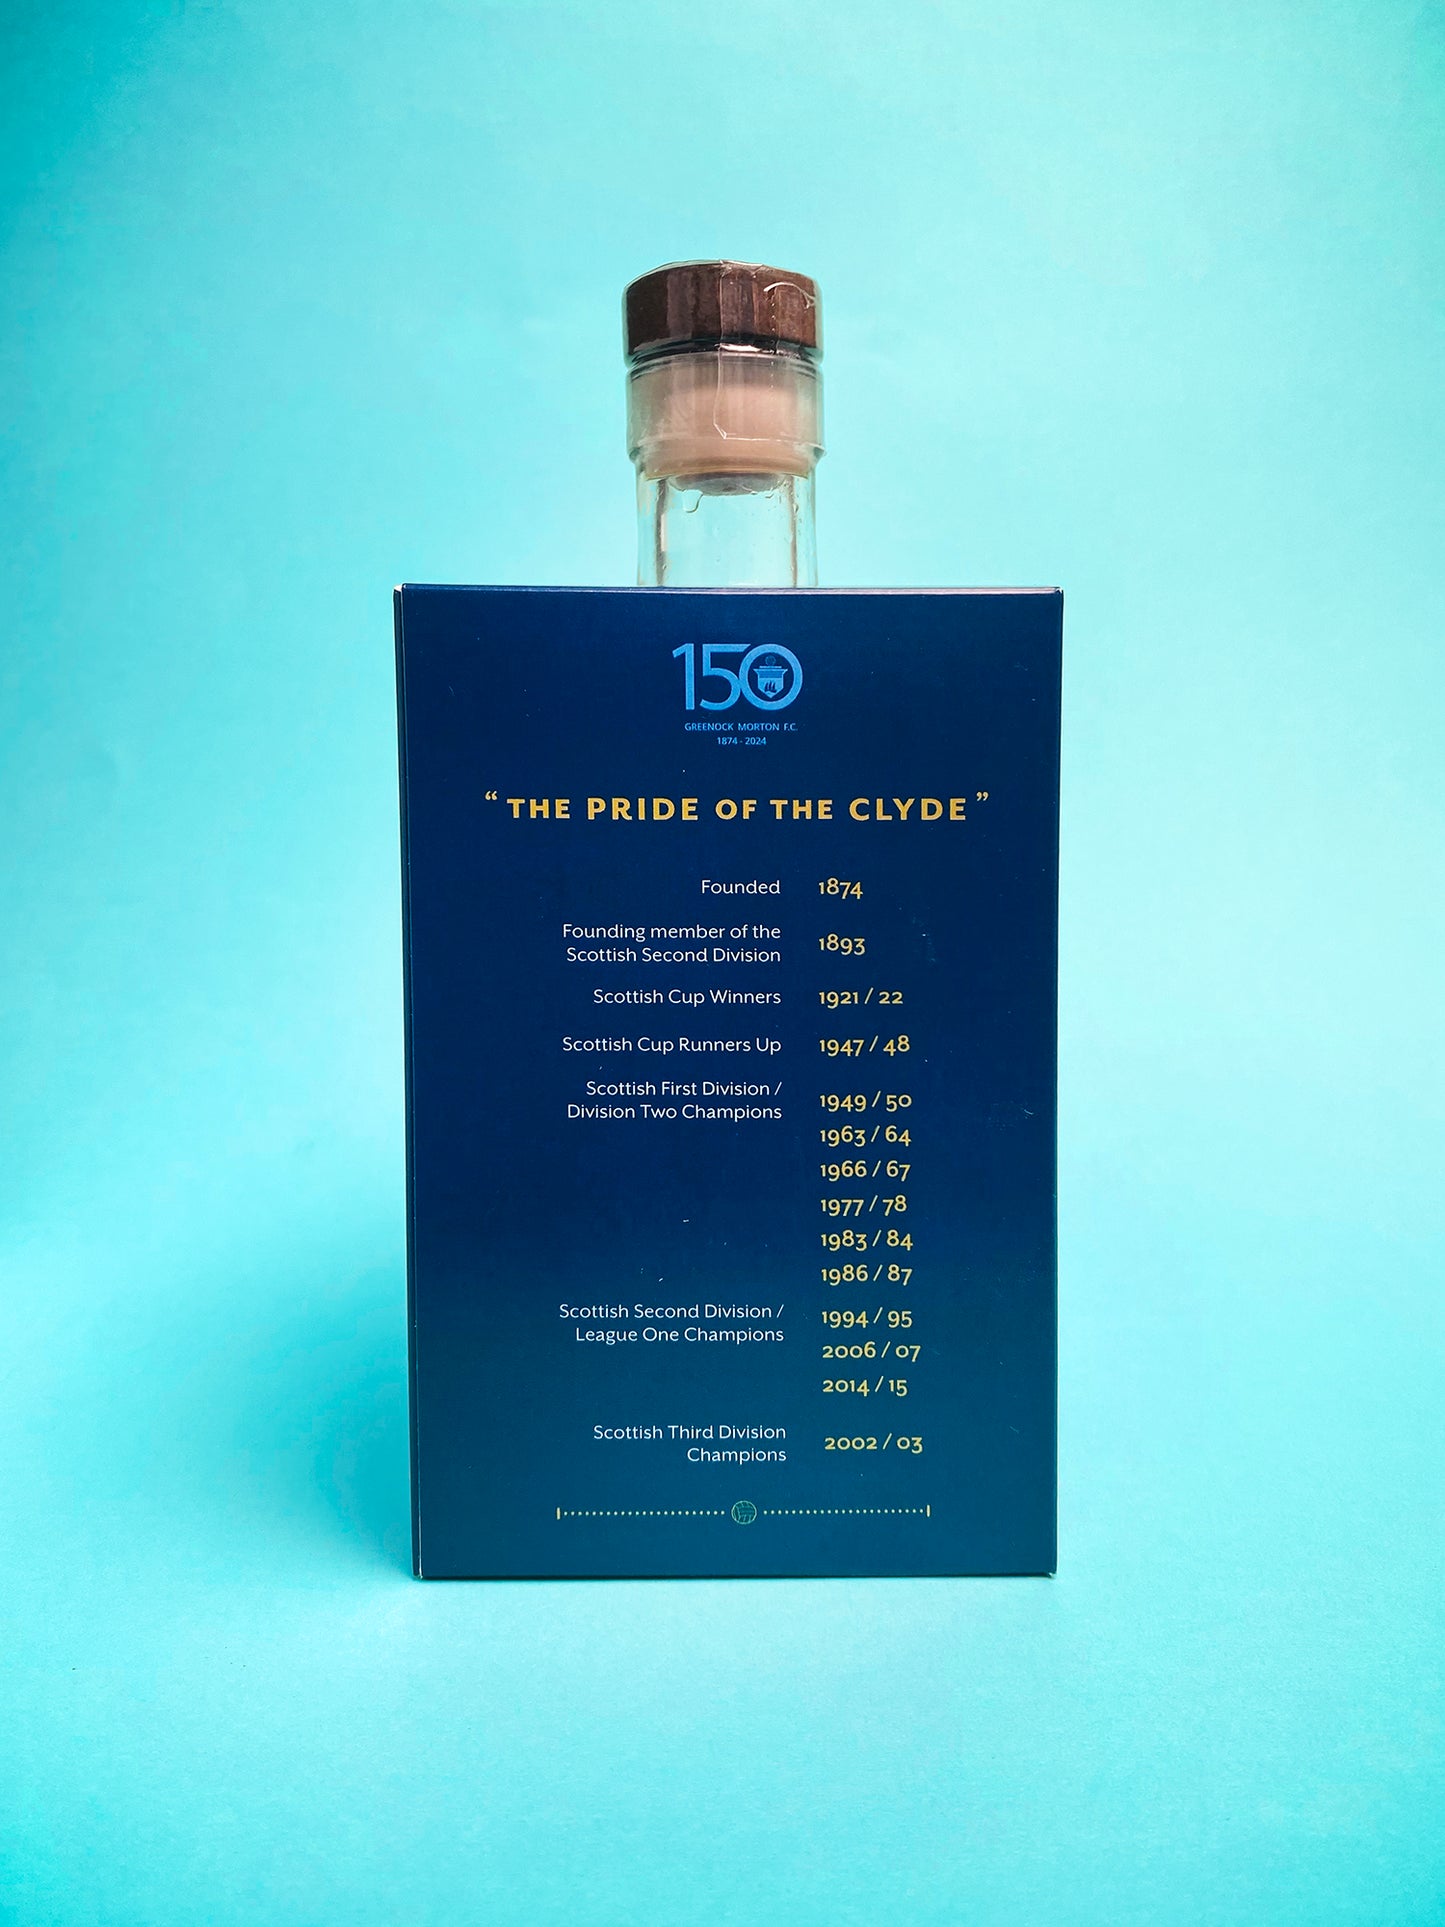 150
GREENOCK MORTON F.C.
1874 - 2024
“ THE PRIDE OF THE CLYDE ”
Founded 1874
Founding member of the
Scottish Second Division 1893
Scottish Cup Winners 1921 / 22
Scottish Cup Runners Up 1947 / 48
Scottish First Division /
Division Two Champions 1949 / 50
1963 / 64
1966 / 67
1977 / 78
1983 / 84
1986 / 87
Scottish Second Division / 1994 / 95
League One Champions
2006 / 07
2014 / 15
Scottish Third Division
Champions 2002 / 03